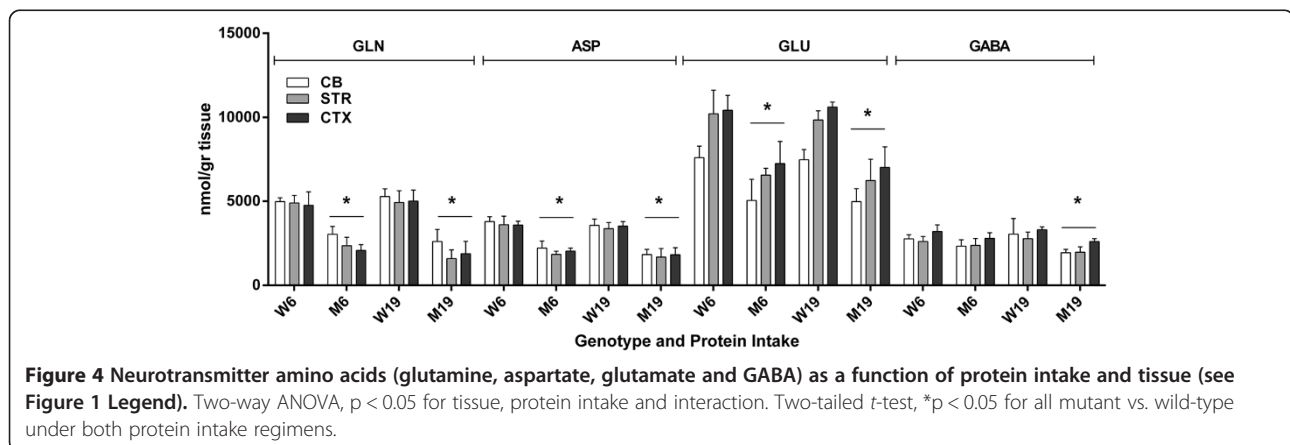 15000
GLN ASP GLU GABA
CB
STR
CTX
10000
5000
0
nmol/gr tissue
* * * * * * *
W6 M6 W19 M19 W6 M6 W19 M19 W6 M6 W19 M19 W6 M6 W19 M19
Genotype and Protein Intake
Figure 4 Neurotransmitter amino acids (glutamine, aspartate, glutamate and GABA) as a function of protein intake and tissue (see
Figure 1 Legend). Two-way ANOVA, p < 0.05 for tissue, protein intake and interaction. Two-tailed t-test, *p < 0.05 for all mutant vs. wild-type
under both protein intake regimens.